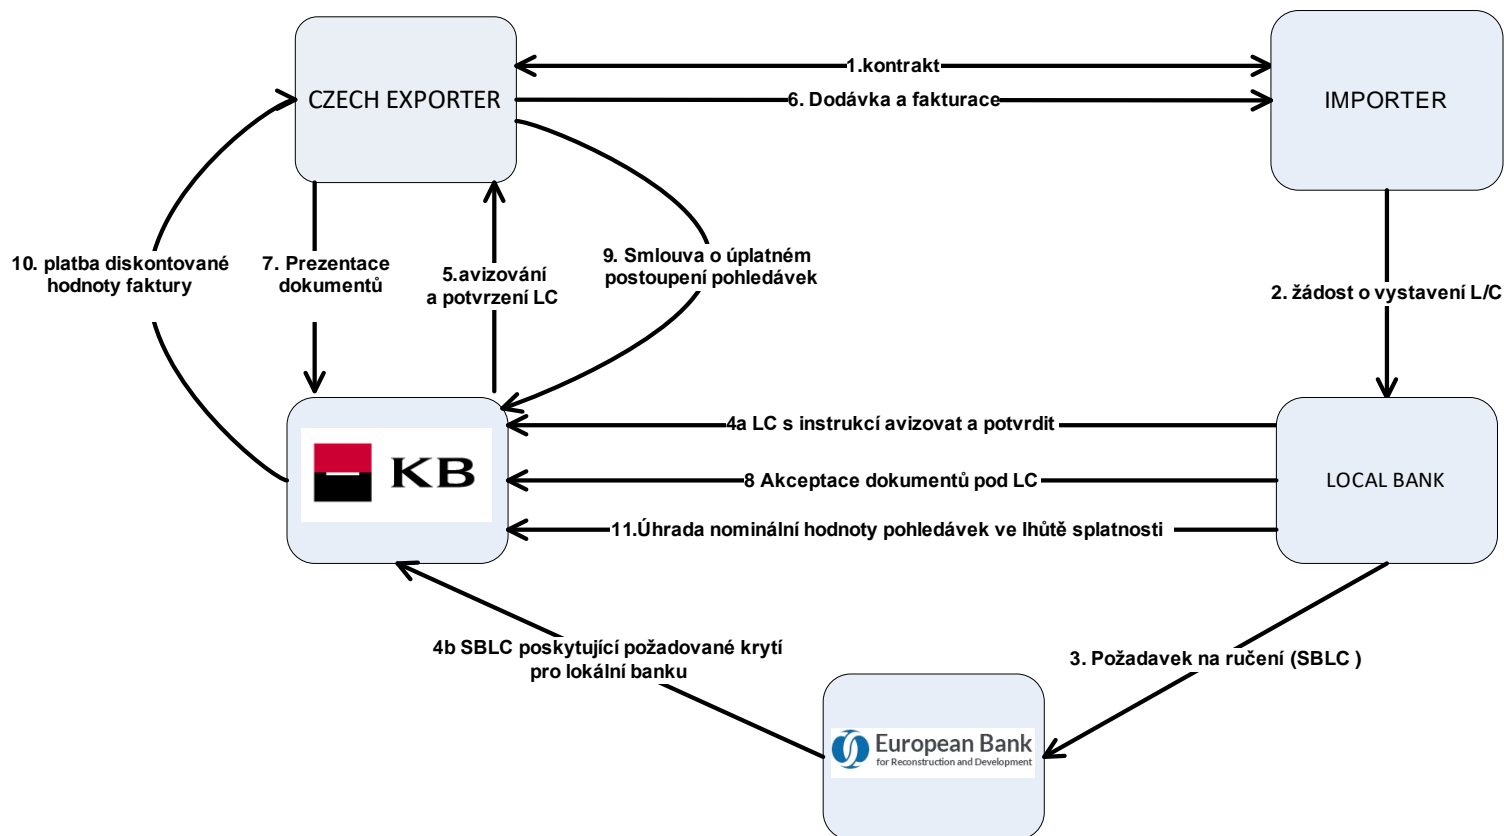 1.kontrakt
CZECH EXPORTER
6. Dodávka a fakturace
IMPORTER
10. platba diskontované
hodnoty faktury
7. Prezentace
dokumentů
5.avizování
a potvrzení LC
9. Smlouva o úplatném
postoupení pohledávek
2. žádost o vystavení L/C
4a LC s instrukcí avizovat a potvrdit
KB
8 Akceptace dokumentů pod LC
LOCAL BANK
11.Úhrada nominální hodnoty pohledávek ve lhůtě splatnosti
4b SBLC poskytující požadované krytí
pro lokální banku
3. Požadavek na ručení (SBLC )
European Bank
for Reconstruction and Development